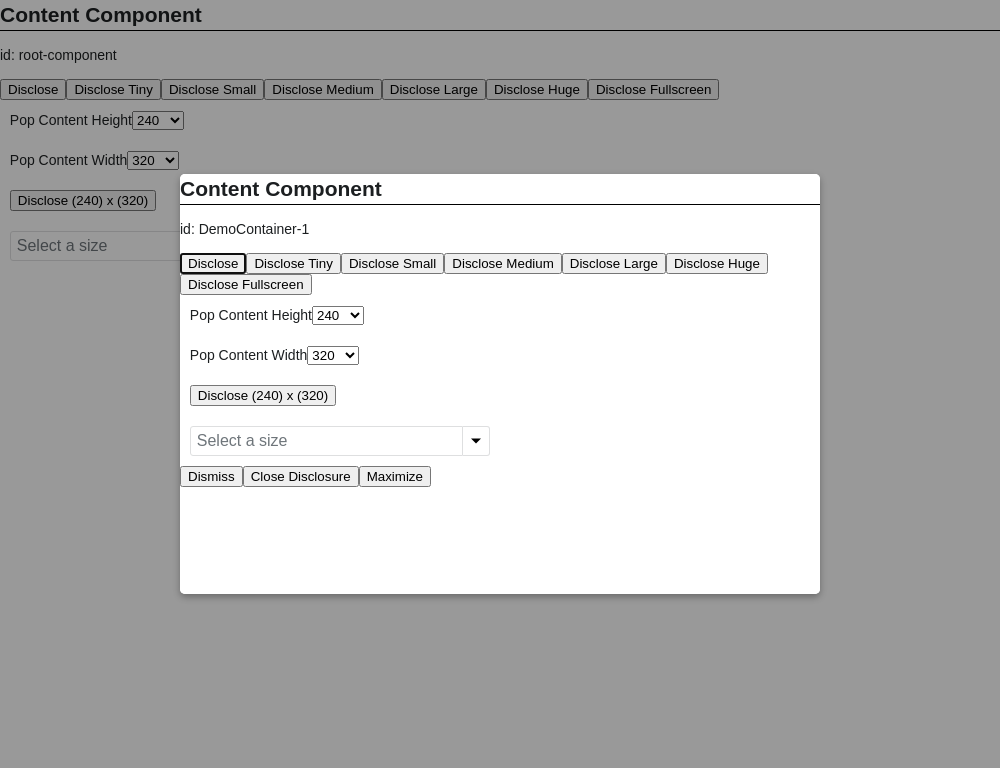 Content Component
id: root-component
Disclose Disclose Tiny Disclose Small Disclose Medium Disclose Large Disclose Huge Disclose Fullscreen
Pop Content Height 240
Pop Content Width 320
Disclose (240) x (320)
Select a size
Content Component
id: DemoContainer-1
Disclose Disclose Tiny Disclose Small Disclose Medium Disclose Large Disclose Huge
Disclose Fullscreen
Pop Content Height 240
Pop Content Width 320
Disclose (240) x (320)
Select a size
Dismiss Close Disclosure Maximize